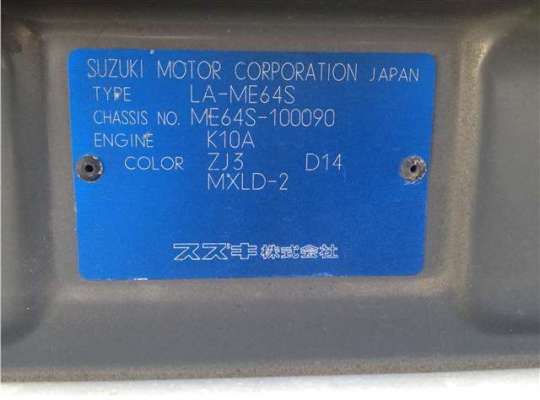 SUZUKI MOTOR CORPORATION JAPAN
TYPE LA-ME64S
CHASSIS NO. ME64S-100090
ENGINE K10A
COLOR ZJ3 D14
MXLD-2
スズキ株式会社